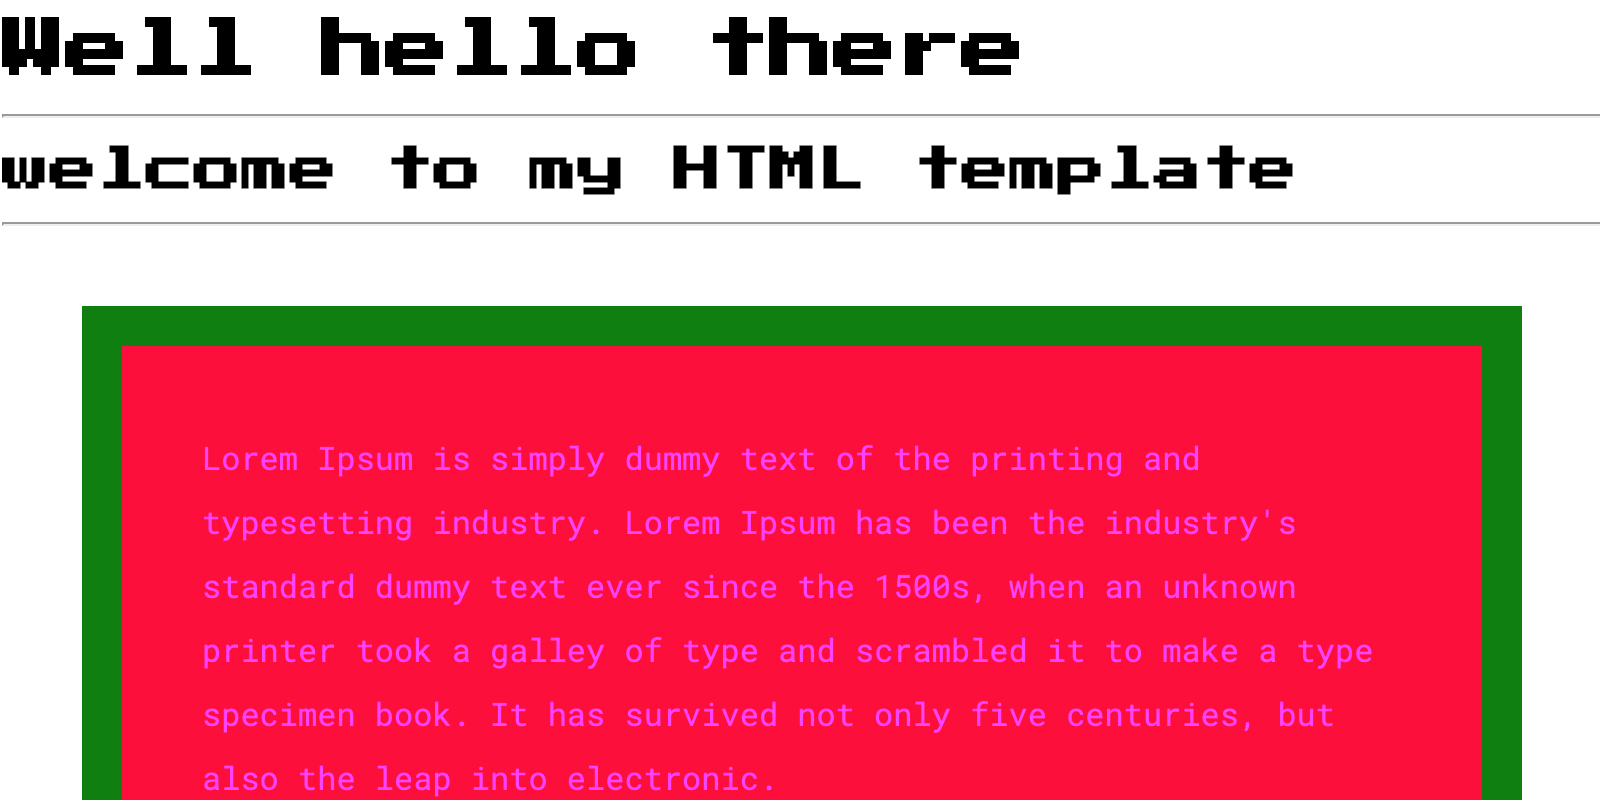 Well hello there
welcome to my HTML template
Lorem Ipsum is simply dummy text of the printing and
typesetting industry. Lorem Ipsum has been the industry's
standard dummy text ever since the 1500s, when an unknown
printer took a galley of type and scrambled it to make a type
specimen book. It has survived not only five centuries, but
also the leap into electronic.